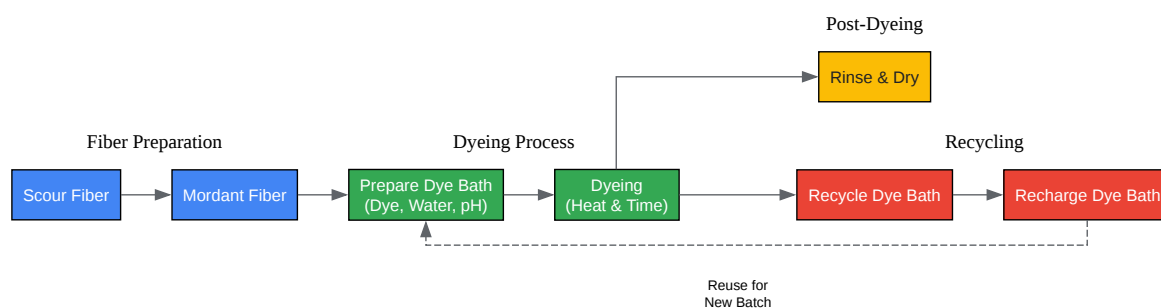 Post-Dyeing
Rinse & Dry
Fiber Preparation
Dyeing Process
Recycling
Scour Fiber
Mordant Fiber
Prepare Dye Bath
(Dye, Water, pH)
Dyeing
(Heat & Time)
Recycle Dye Bath
Recharge Dye Bath
Reuse for
New Batch